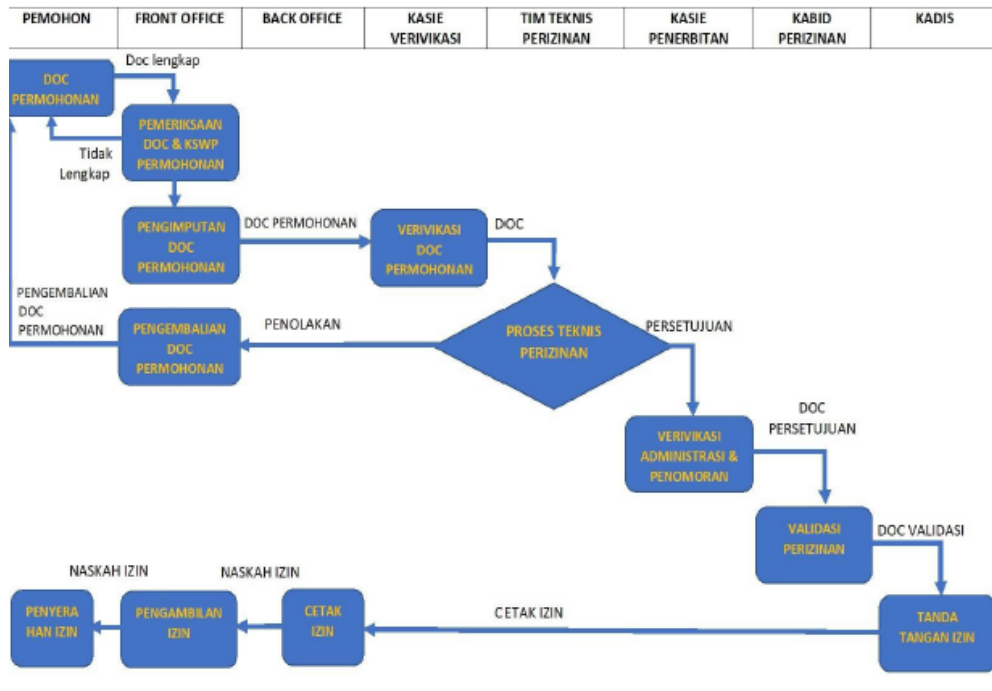 PEMOHON
FRONT OFFICE
BACK OFFICE
KASIE
VERIVIKASI
TIM TEKNIS
PERIZINAN
KASIE
PENERBITAN
KABID
PERIZINAN
KADIS
Doc lengkap
DOC
PERMOHONAN
PEMERIKSAAN
DOC & KSWP
PERMOHONAN
Tidak
Lengkap
PENGIMPUTAN
DOC
PERMOHONAN
DOC PERMOHONAN
VERIVIKASI
DOC
PERMOHONAN
DOC
PENGEMBALIAN
DOC
PERMOHONAN
PENGEMBALIAN
DOC
PERMOHONAN
PENOLAKAN
PROSES TEKNIS
PERIZINAN
PERSETUJUAN
VERIVIKASI
ADMINISTRASI &
PENOMORAN
DOC
PERSETUJUAN
VALIDASI
PERIZINAN
DOC VALIDASI
NASKAH IZIN
NASKAH IZIN
PENYERA
HAN IZIN
PENGAMBILAN
IZIN
CETAK
IZIN
CETAK IZIN
TANDA
TANGAN IZIN